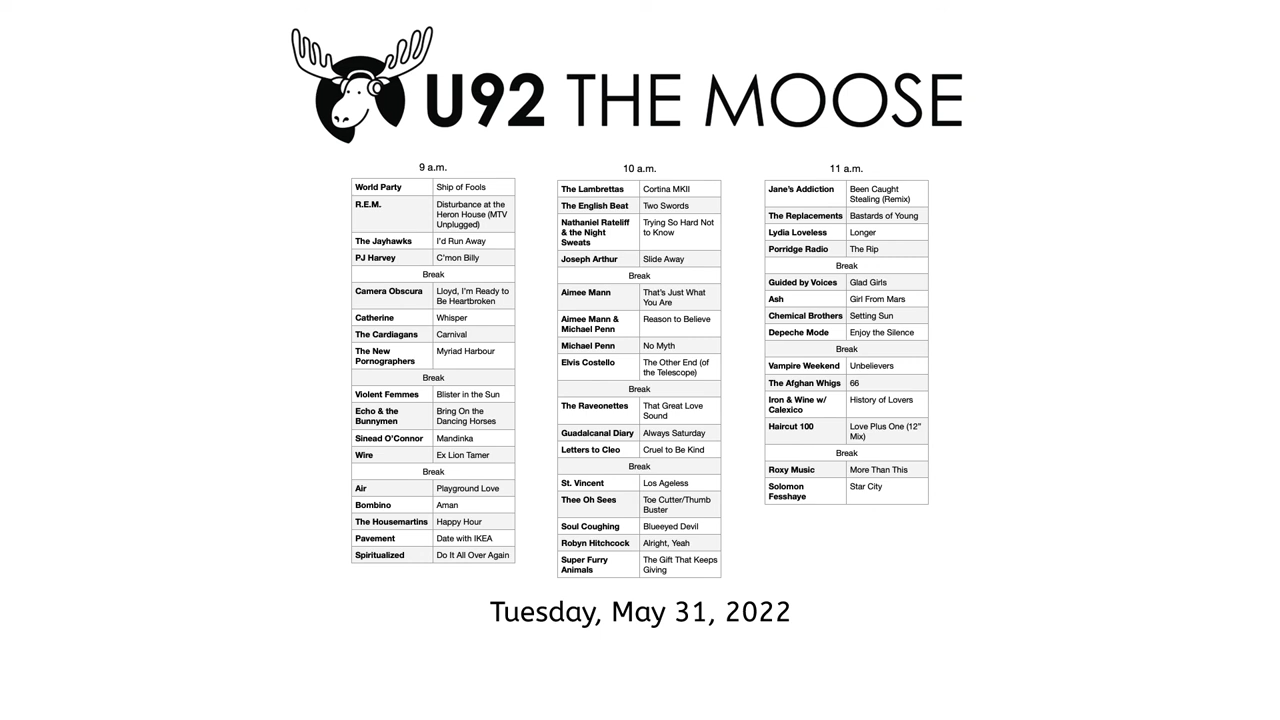 U92 THE MOOSE
9 a.m.
World Party Ship of Fools
R.E.M. Disturbance at the
Heron House (MTV
Unplugged)
The Jayhawks I'd Run Away
PJ Harvey C'mon Billy
Break
Camera Obscura Lloyd, I'm Ready to
Be Heartbroken
Catherine Whisper
The Cardiagans Carnival
The New Myriad Harbour
Pornographers
Break
Violent Femmes Blister in the Sun
Echo & the Bring On the
Bunnymen Dancing Horses
Sinead O'Connor Mandinka
Wire Ex Lion Tamer
Break
Air Playground Love
Bombino Aman
The Housemartins Happy Hour
Pavement Date with IKEA
Spiritualized Do It All Over Again
10 a.m.
The Lambrettas Cortina MKII
The English Beat Two Swords
Nathaniel Rateliff Trying So Hard Not
& the Night to Know
Sweats
Joseph Arthur Slide Away
Break
Aimee Mann That's Just What
You Are
Aimee Mann & Reason to Believe
Michael Penn
Michael Penn No Myth
Elvis Costello The Other End (of
the Telescope)
Break
The Raveonettes That Great Love
Sound
Guadalcanal Diary Always Saturday
Letters to Cleo Cruel to Be Kind
Break
St. Vincent Los Ageless
Thee Oh Sees Toe Cutter/Thumb
Buster
Soul Coughing Blueeyed Devil
Robyn Hitchcock Alright, Yeah
Super Furry The Gift That Keeps
Animals Giving
11 a.m.
Jane's Addiction Been Caught
Stealing (Remix)
The Replacements Bastards of Young
Lydia Loveless Longer
Porridge Radio The Rip
Break
Guided by Voices Glad Girls
Ash Girl From Mars
Chemical Brothers Setting Sun
Depeche Mode Enjoy the Silence
Break
Vampire Weekend Unbelievers
The Afghan Whigs 66
Iron & Wine w/ History of Lovers
Calexico
Haircut 100 Love Plus One (12"
Mix)
Break
Roxy Music More Than This
Solomon Star City
Fesshaye
Tuesday, May 31, 2022